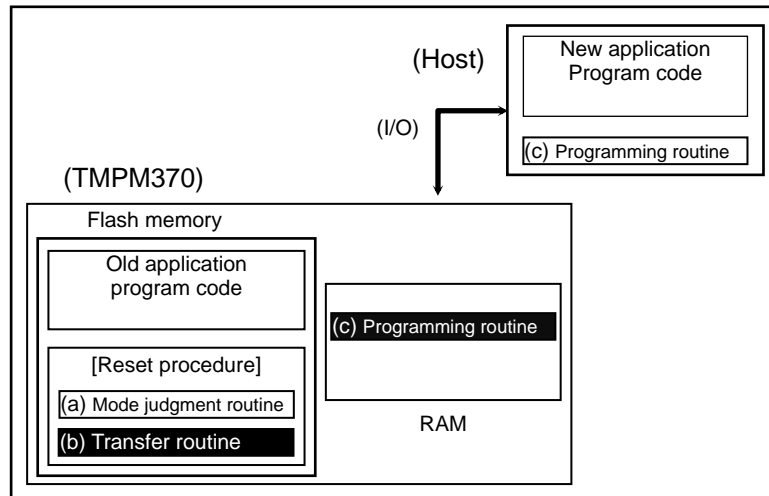 (Host)
New application
Program code
(I/O)
(c) Programming routine
(TMPM370)
Flash memory
Old application
program code
(c) Programming routine
[Reset procedure]
(a) Mode judgment routine
(b) Transfer routine
RAM